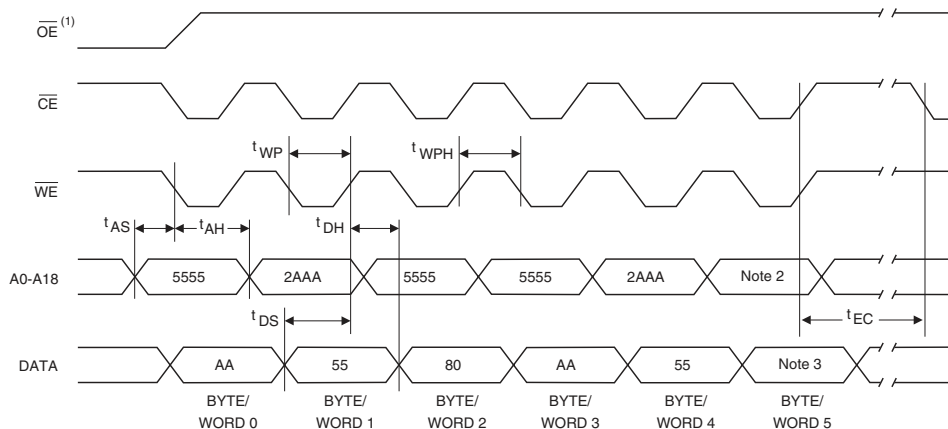 OE (1)
CE
t WP
t WPH
WE
t AS
t AH
t DH
A0-A18
5555
2AAA
5555
5555
2AAA
Note 2
t DS
t EC
DATA
AA
55
80
AA
55
Note 3
BYTE/
WORD 0
BYTE/
WORD 1
BYTE/
WORD 2
BYTE/
WORD 3
BYTE/
WORD 4
BYTE/
WORD 5